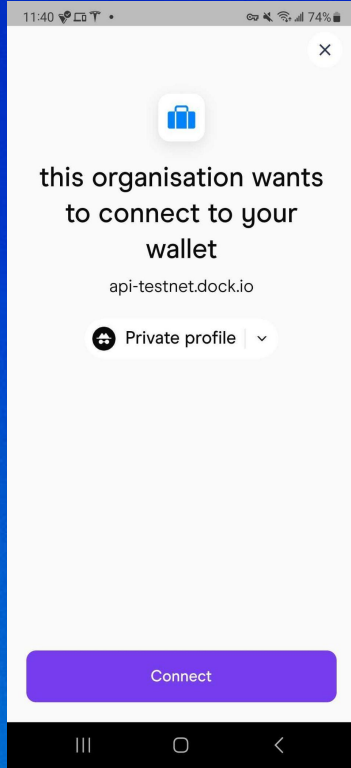 11:40
74%
this organisation wants
to connect to your
wallet
api-testnet.dock.io
Private profile
Connect